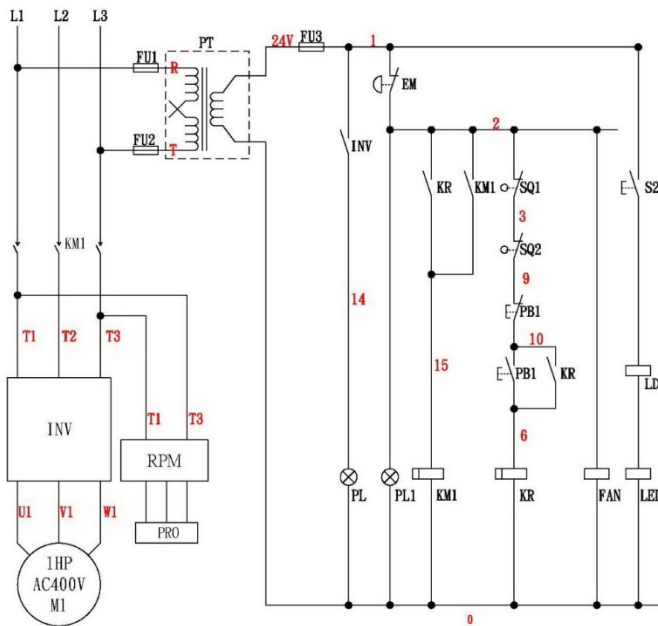 L1 L2 L3
PT
24V FU3 1
FU1 R
EM
FU2 T
2
INV
KR KM1 SQ1 S2
3
KM1
SQ2
9
14
PB1
T1 T2 T3
10
15
PB1 KR
LD
T1 T3
6
INV
RPM
PL PL1 KM1 KR FAN LED
U1 V1 W1
PRO
1HP
AC400V
M1
0